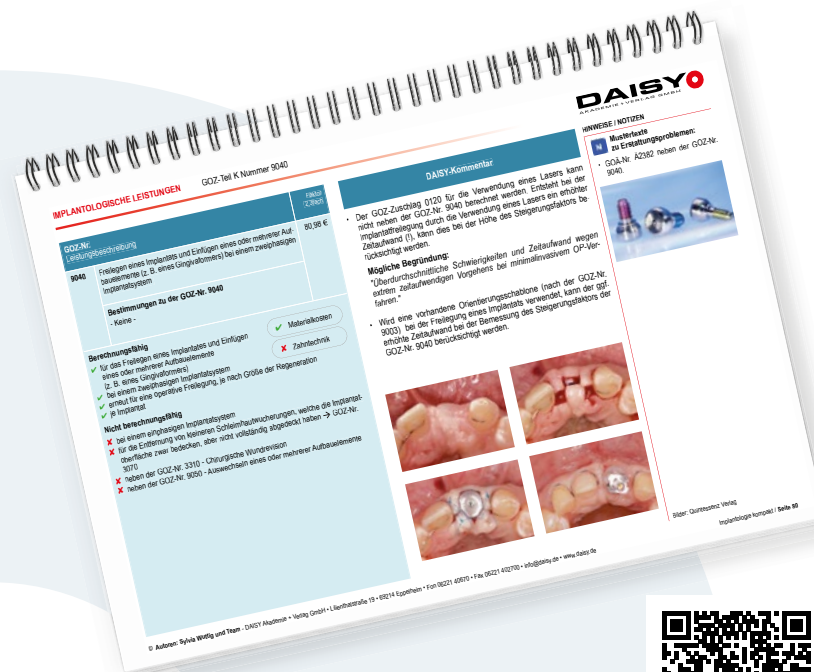 DAISY
AKADEMIE + VERLAG GMBH
IMPLANTOLOGISCHE LEISTUNGEN
GOZ-Teil K Nummer 9040
GOZ-Nr.
Leistungsbeschreibung
Faktor
(2,3fach)
9040
Freilegen eines Implantats und Einfügen eines oder mehrerer Auf-
bauelemente (z. B. eines Gingivaformers) bei einem zweiphasigen
Implantatsystem
80,98 €
Bestimmungen zu der GOZ-Nr. 9040
- Keine -
Berechnungsfähig
✔ für das Freilegen eines Implantates und Einfügen
eines oder mehrerer Aufbauelemente
(z. B. eines Gingivaformers)
✔ bei einem zweiphasigen Implantatsystem
✔ erneut für eine operative Freilegung, je nach Größe der Regeneration
✔ je Implantat
✔ Materialkosten
✘ Zahntechnik
Nicht berechnungsfähig
✘ bei einem einphasigen Implantatsystem
✘ für die Entfernung von kleineren Schleimhautwucherungen, welche die Implantat-
oberfläche zwar bedecken, aber nicht vollständig abgedeckt haben → GOZ-Nr.
3070
✘ neben der GOZ-Nr. 3310 - Chirurgische Wundrevision
✘ neben der GOZ-Nr. 9050 - Auswechseln eines oder mehrerer Aufbauelemente
DAISY-Kommentar
• Der GOZ-Zuschlag 0120 für die Verwendung eines Lasers kann
nicht neben der GOZ-Nr. 9040 berechnet werden. Entsteht bei der
Implantatfreilegung durch die Verwendung eines Lasers ein erhöhter
Zeitaufwand (!), kann dies bei der Höhe des Steigerungsfaktors be-
rücksichtigt werden.
Mögliche Begründung:
"Überdurchschnittliche Schwierigkeiten und Zeitaufwand wegen
extrem zeitaufwendigen Vorgehens bei minimalinvasivem OP-Ver-
fahren."
• Wird eine vorhandene Orientierungsschablone (nach der GOZ-Nr.
9003) bei der Freilegung eines Implantats verwendet, kann der ggf.
erhöhte Zeitaufwand bei der Bemessung des Steigerungsfaktors der
GOZ-Nr. 9040 berücksichtigt werden.
HINWEISE / NOTIZEN
Mustertexte
zu Erstattungsproblemen:
• GOÄ-Nr. Ä2382 neben der GOZ-Nr.
9040.
Bilder: Quintessenz Verlag
Implantologie kompakt / Seite 80
© Autoren: Sylvia Wuttig und Team - DAISY Akademie + Verlag GmbH • Lilienthalstraße 19 • 69214 Eppelheim • Fon 06221 40670 • Fax 06221 402700 • info@daisy.de • www.daisy.de